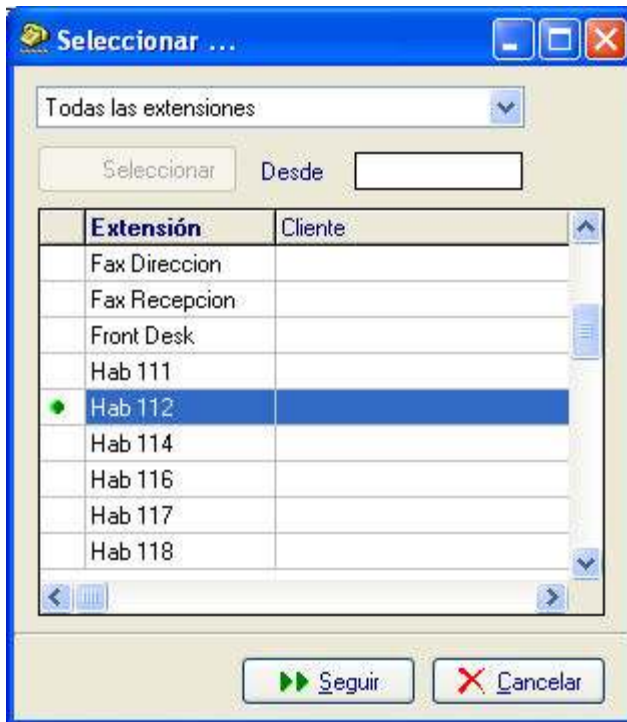 Seleccionar ...
Todas las extensiones
Seleccionar Desde
Extensión Cliente
Fax Direccion
Fax Recepcion
Front Desk
Hab 111
Hab 112
Hab 114
Hab 116
Hab 117
Hab 118
Seguir Cancelar